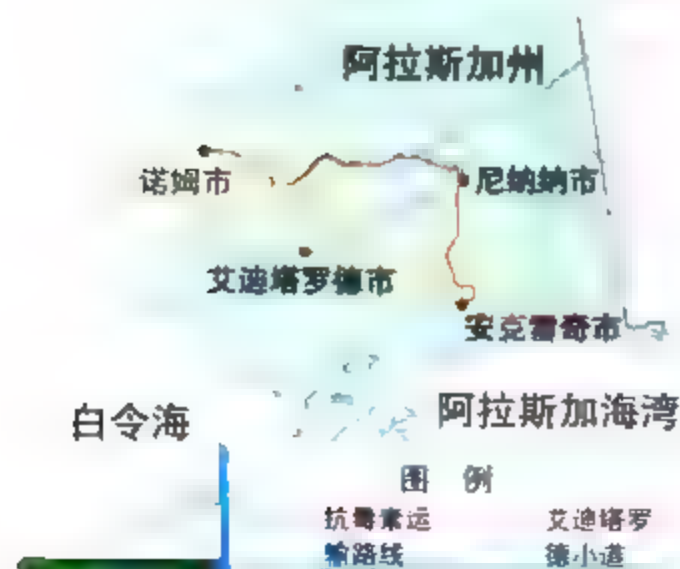 阿拉斯加州
诺姆市
尼纳纳市
艾迪塔罗德市
安克雷奇市
白令海
阿拉斯加海湾
图 例
抗毒素运
输路线
艾迪塔罗
德小道